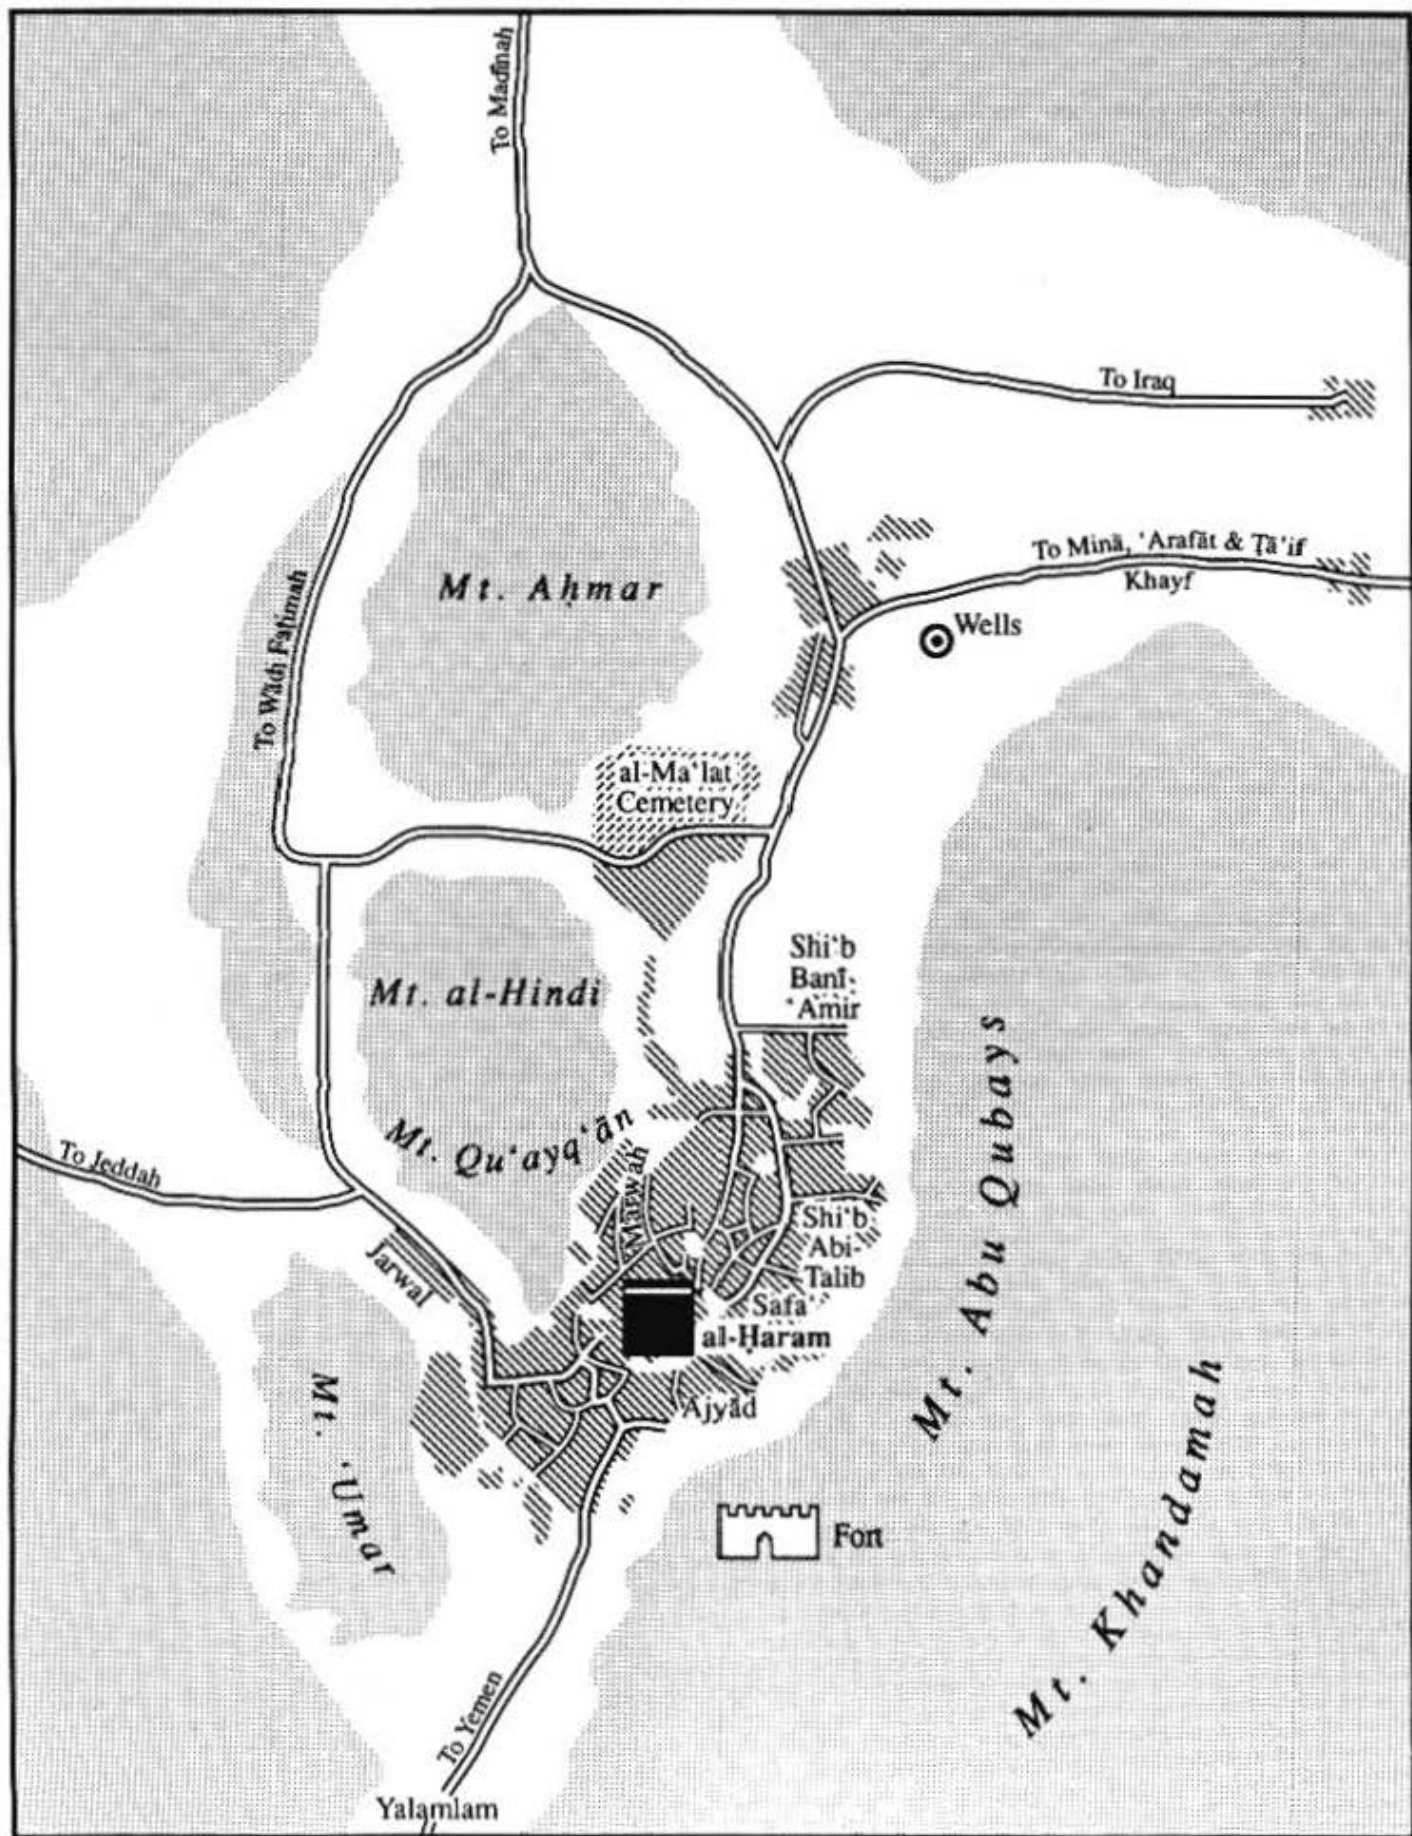 To Madinah
To Iraq
To Minā, 'Arafāt & Ṭā'if
Khayf
Wells
Mt. Aḥmar
To Wādi Faṭimah
al-Ma'lat
Cemetery
Shi'b
Banī-
'Amir
Mt. al-Hindi
Mt. Qu'ayq'ān
Marwah
To Jeddah
Jarwal
Shi'b
Abi-
Talib
Safa'
al-Ḥaram
Ajyād
Mt. Abu Qubays
Mt. Khandamah
Mt. 'Umar
Fort
To Yemen
Yalamlam